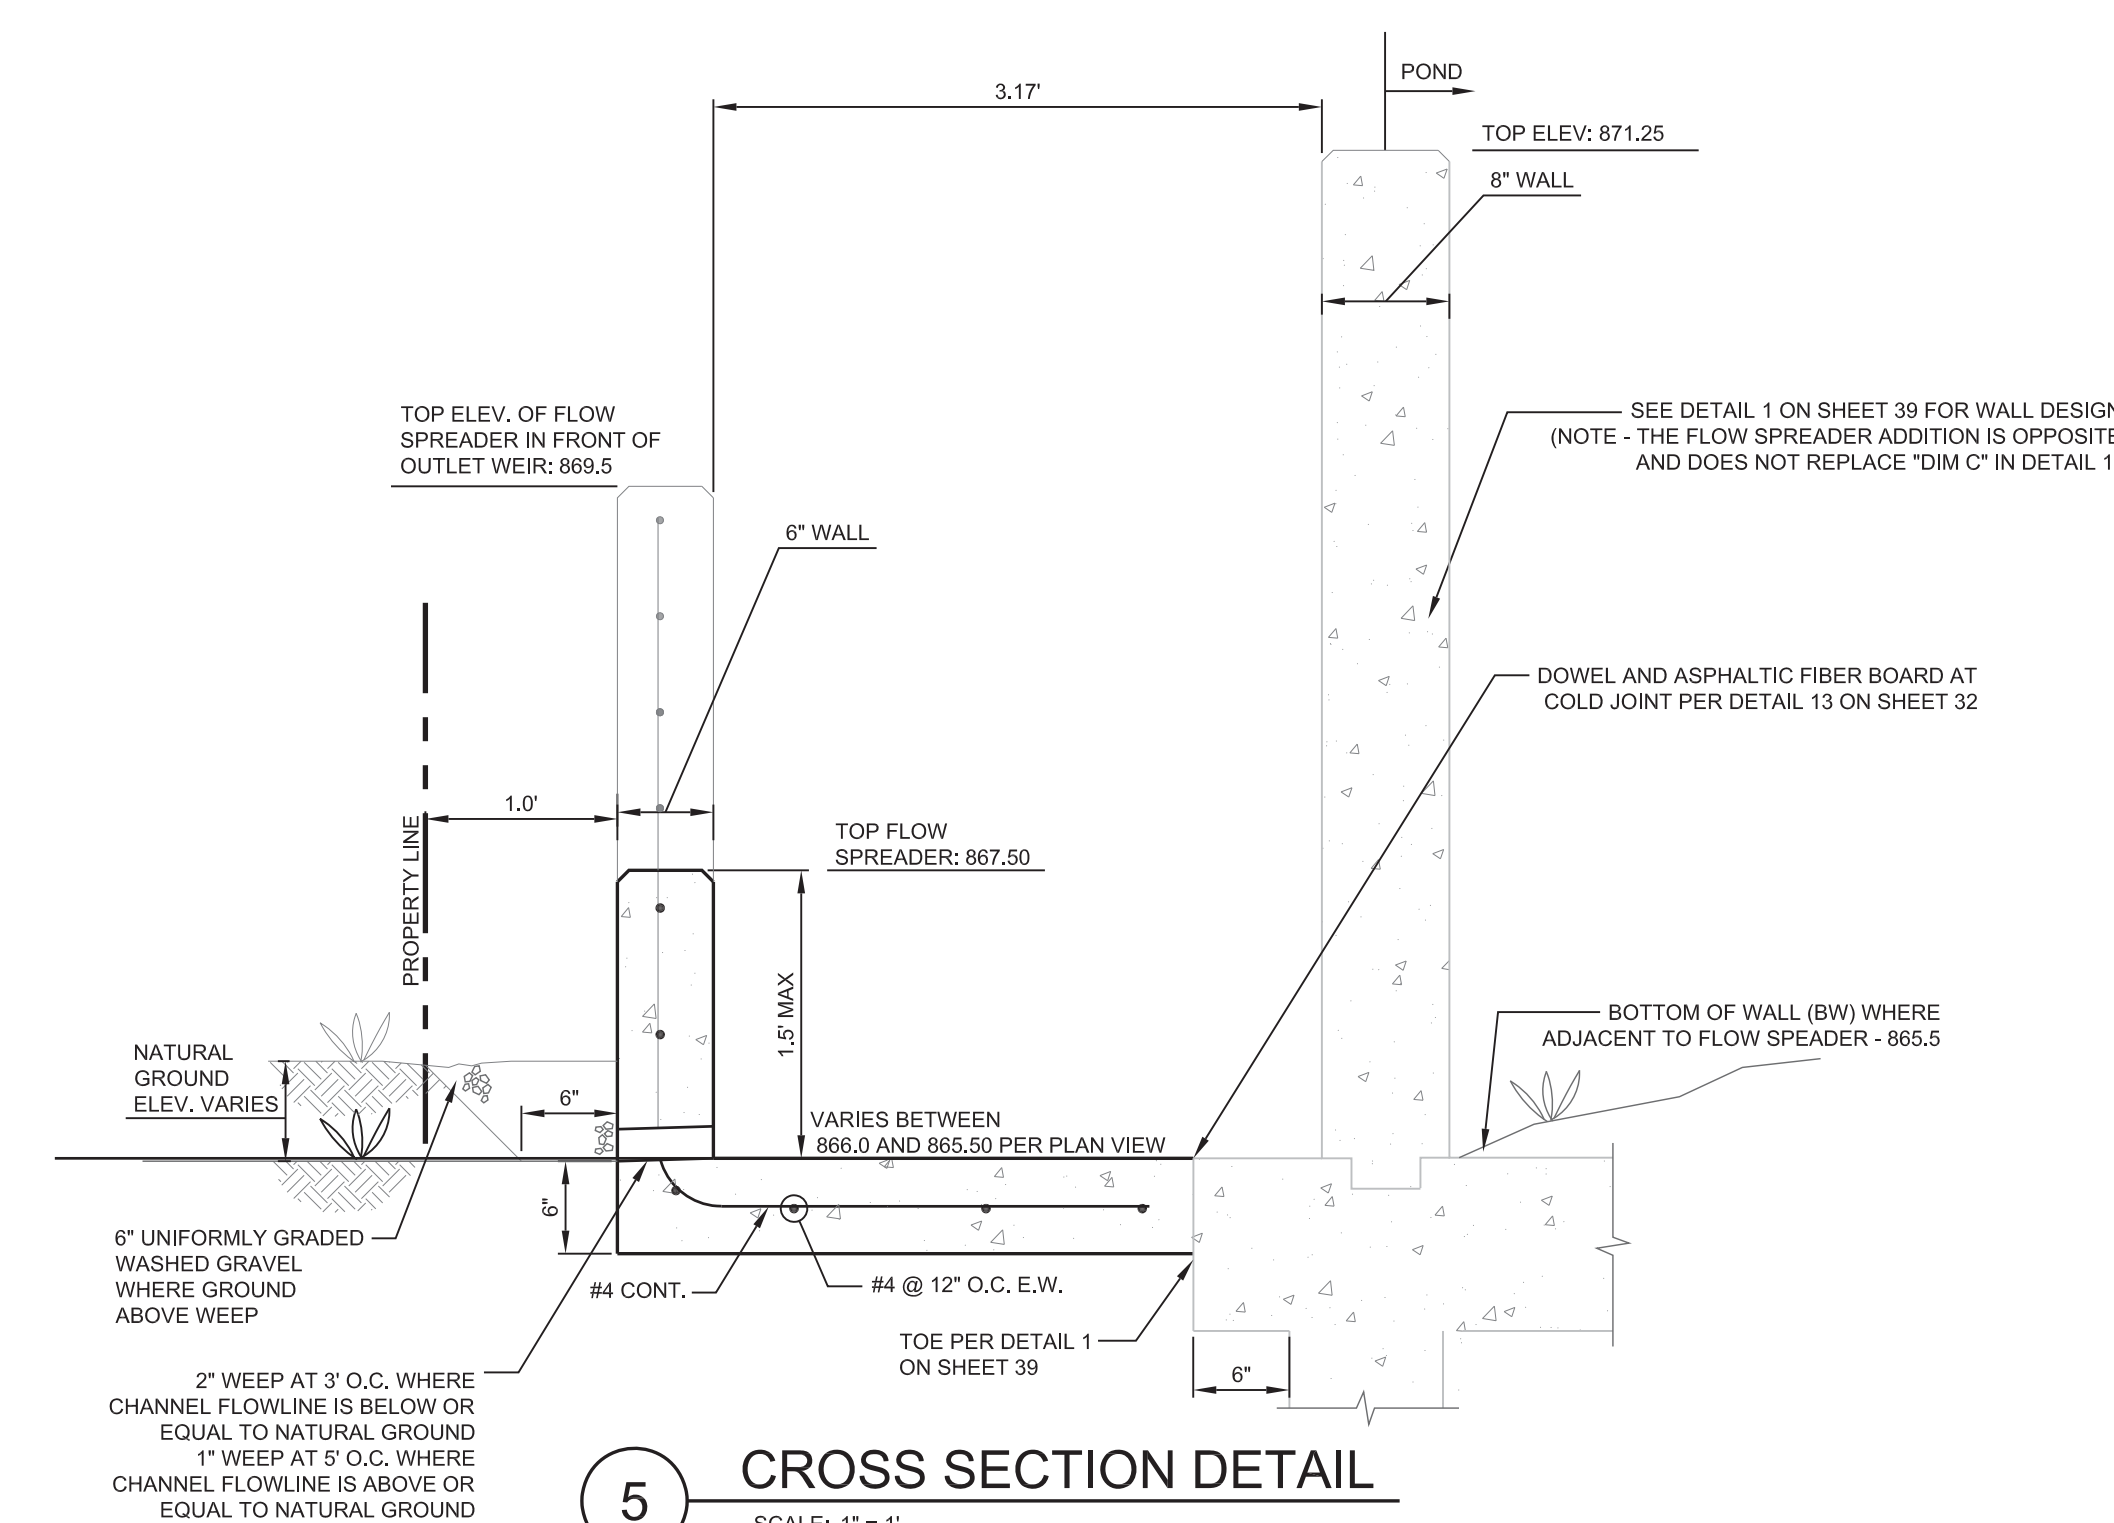 POND
3.17'
TOP ELEV: 871.25
8" WALL
SEE DETAIL 1 ON SHEET 39 FOR WALL DESIGN
(NOTE - THE FLOW SPREADER ADDITION IS OPPOSITE
AND DOES NOT REPLACE "DIM C" IN DETAIL 1
TOP ELEV. OF FLOW
SPREADER IN FRONT OF
OUTLET WEIR: 869.5
6" WALL
DOWEL AND ASPHALTIC FIBER BOARD AT
COLD JOINT PER DETAIL 13 ON SHEET 32
1.0'
PROPERTY LINE
TOP FLOW
SPREADER: 867.50
1.5' MAX
BOTTOM OF WALL (BW) WHERE
ADJACENT TO FLOW SPEADER - 865.5
NATURAL
GROUND
ELEV. VARIES
6"
VARIES BETWEEN
866.0 AND 865.50 PER PLAN VIEW
6"
6" UNIFORMLY GRADED
WASHED GRAVEL
WHERE GROUND
ABOVE WEEP
#4 CONT.
#4 @ 12" O.C. E.W.
TOE PER DETAIL 1
ON SHEET 39
6"
2" WEEP AT 3' O.C. WHERE
CHANNEL FLOWLINE IS BELOW OR
EQUAL TO NATURAL GROUND
1" WEEP AT 5' O.C. WHERE
CHANNEL FLOWLINE IS ABOVE OR
EQUAL TO NATURAL GROUND
5
CROSS SECTION DETAIL
SCALE: 1" = 1'